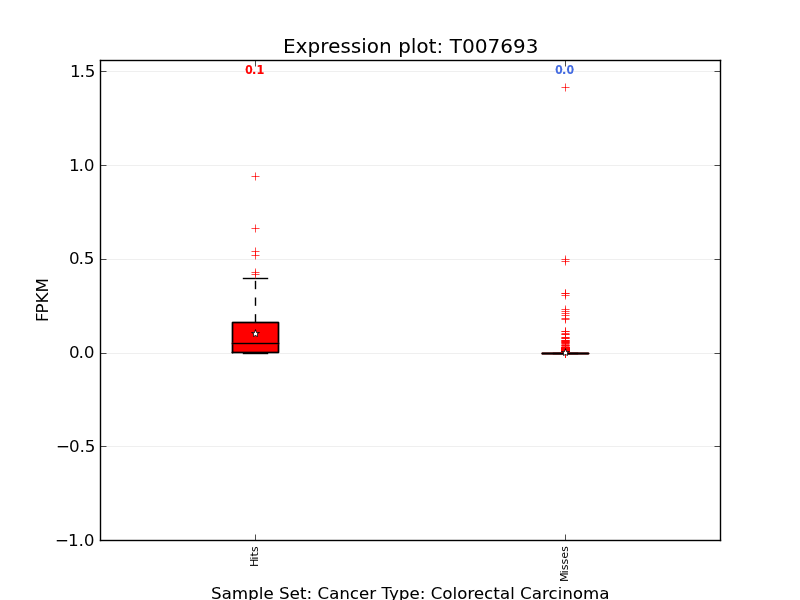 Expression plot: T007693
0.1
0.0
1.5
1.0
0.5
0.0
−0.5
−1.0
FPKM
Hits
Misses
Sample Set: Cancer Type: Colorectal Carcinoma